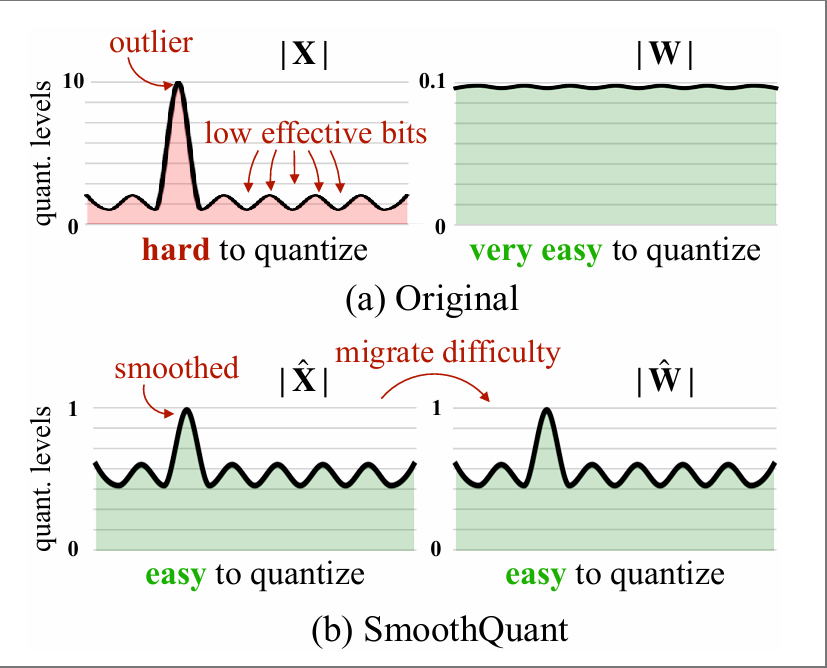 outlier
|X|
|W|
10
0.1
quant. levels
low effective bits
0
0
hard to quantize
very easy to quantize
(a) Original
migrate difficulty
smoothed
|X̂|
|Ŵ|
1
1
quant. levels
0
0
easy to quantize
easy to quantize
(b) SmoothQuant